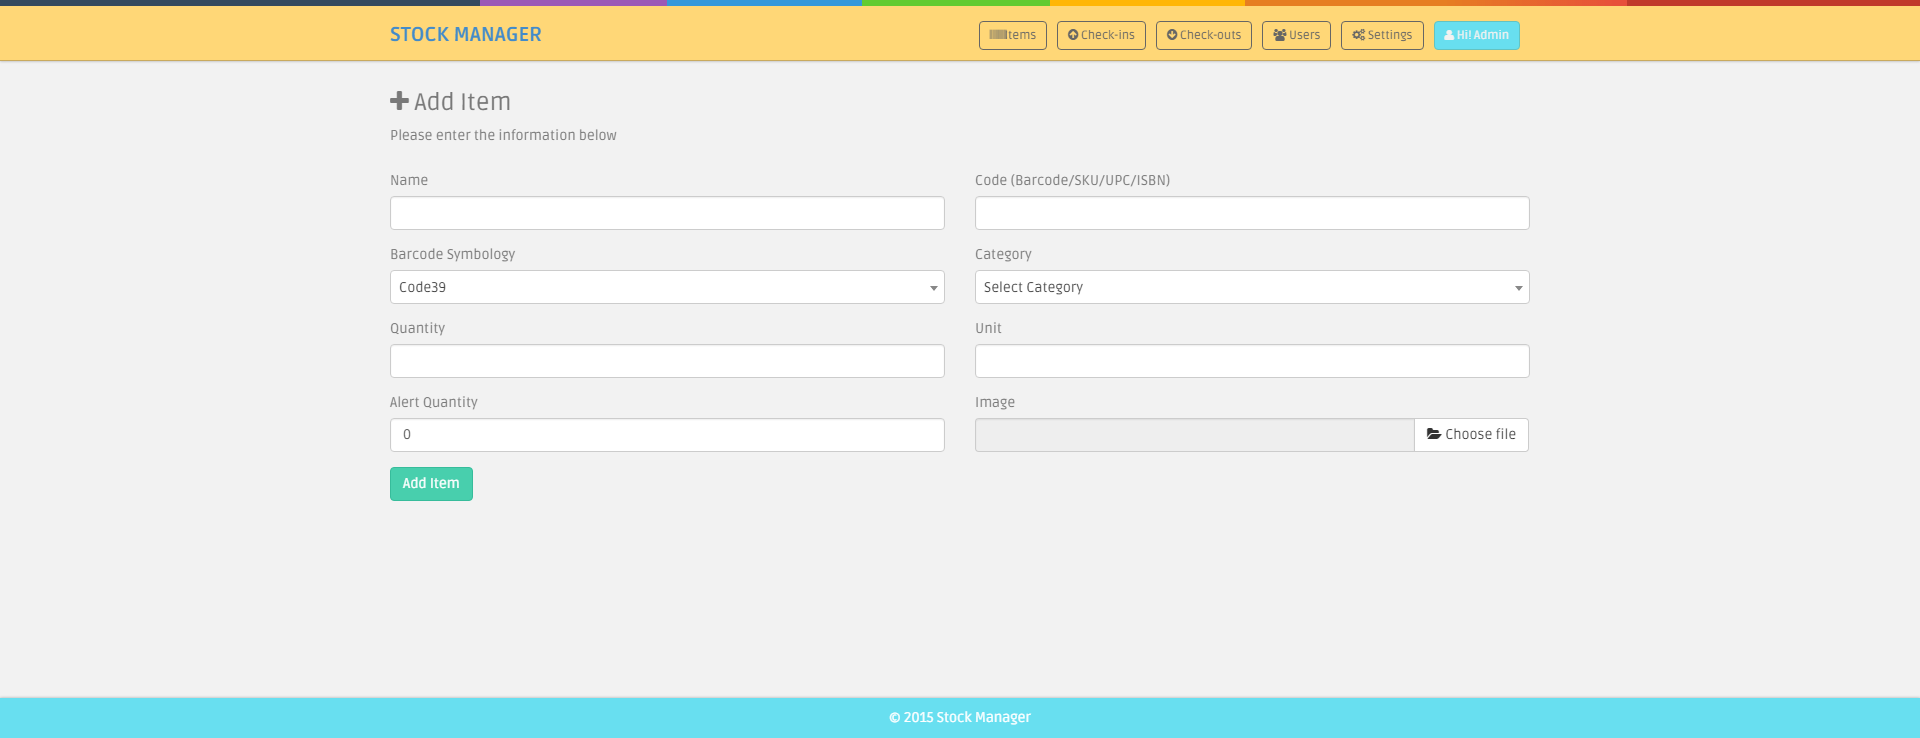 STOCK MANAGER
Items Check-ins Check-outs Users Settings Hi! Admin
Add Item
Please enter the information below
Name
Code (Barcode/SKU/UPC/ISBN)
Barcode Symbology
Code39
Category
Select Category
Quantity
Unit
Alert Quantity
0
Image
Choose file
Add Item
© 2015 Stock Manager